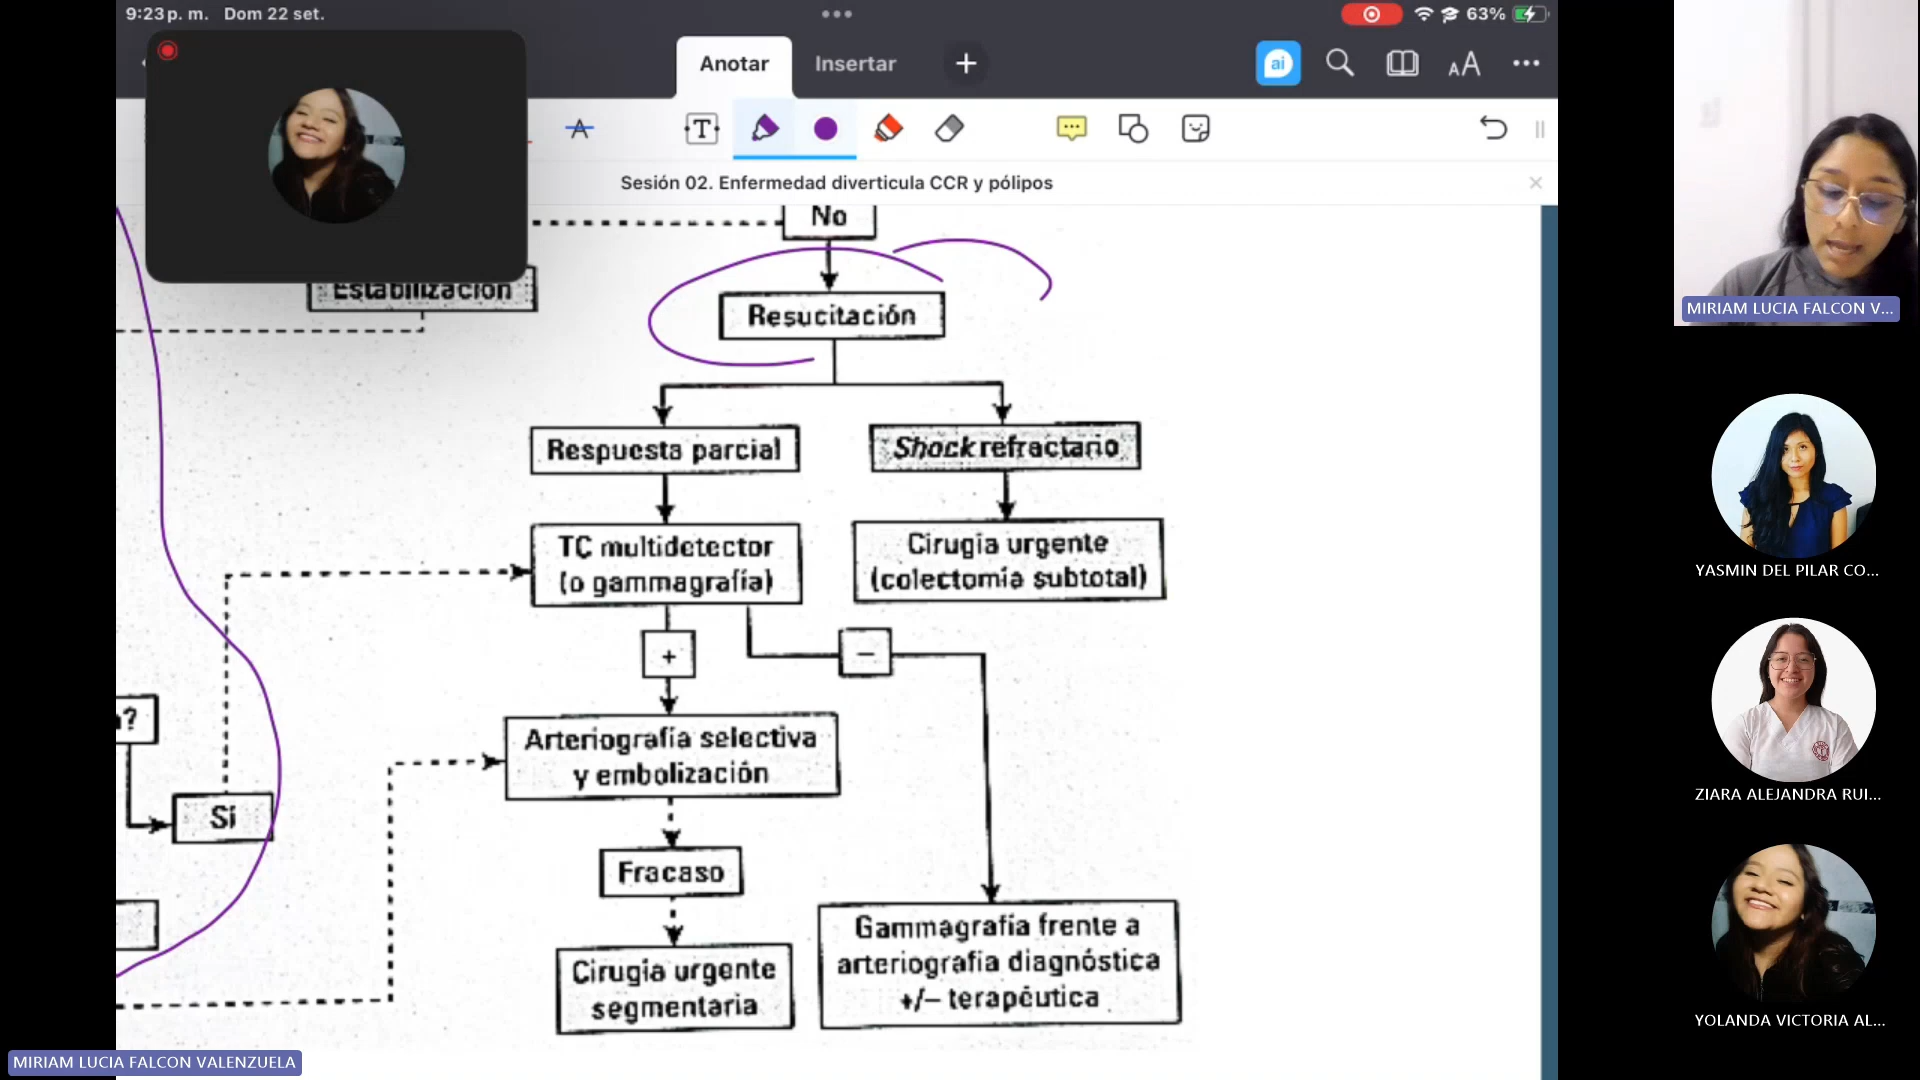 9:23 p. m. Dom 22 set.
63%
Anotar
Insertar
ai
AA
T
A
Sesión 02. Enfermedad diverticula CCR y pólipos
No
Estabilización
Resucitación
Respuesta parcial
Shock refractario
TC multidetector
(o gammagrafía)
Cirugía urgente
(colectomía subtotal)
+
−
?
Sí
Arteriografía selectiva
y embolización
Fracaso
Cirugía urgente
segmentaria
Gammagrafía frente a
arteriografía diagnóstica
+/− terapéutica
MIRIAM LUCIA FALCON VALENZUELA
MIRIAM LUCIA FALCON V...
YASMIN DEL PILAR CO...
ZIARA ALEJANDRA RUI...
YOLANDA VICTORIA AL...